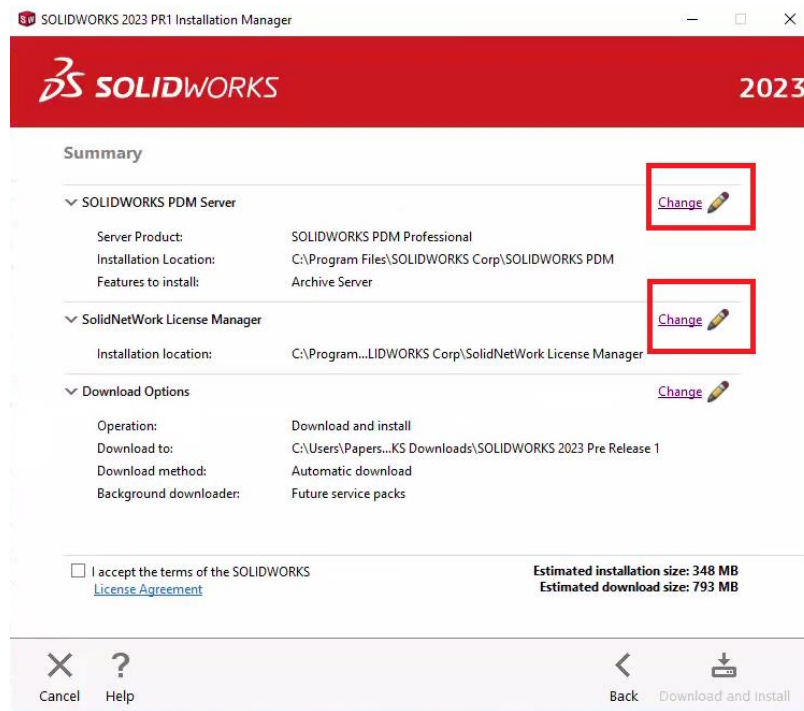 SOLIDWORKS 2023 PR1 Installation Manager
SOLIDWORKS 2023
Summary
SOLIDWORKS PDM Server Change
Server Product: SOLIDWORKS PDM Professional
Installation Location: C:\Program Files\SOLIDWORKS Corp\SOLIDWORKS PDM
Features to install: Archive Server
SolidNetWork License Manager Change
Installation location: C:\Program...LIDWORKS Corp\SolidNetWork License Manager
Download Options Change
Operation: Download and install
Download to: C:\Users\Papers...KS Downloads\SOLIDWORKS 2023 Pre Release 1
Download method: Automatic download
Background downloader: Future service packs
I accept the terms of the SOLIDWORKS Estimated installation size: 348 MB
License Agreement Estimated download size: 793 MB
Cancel Help Back Download and Install